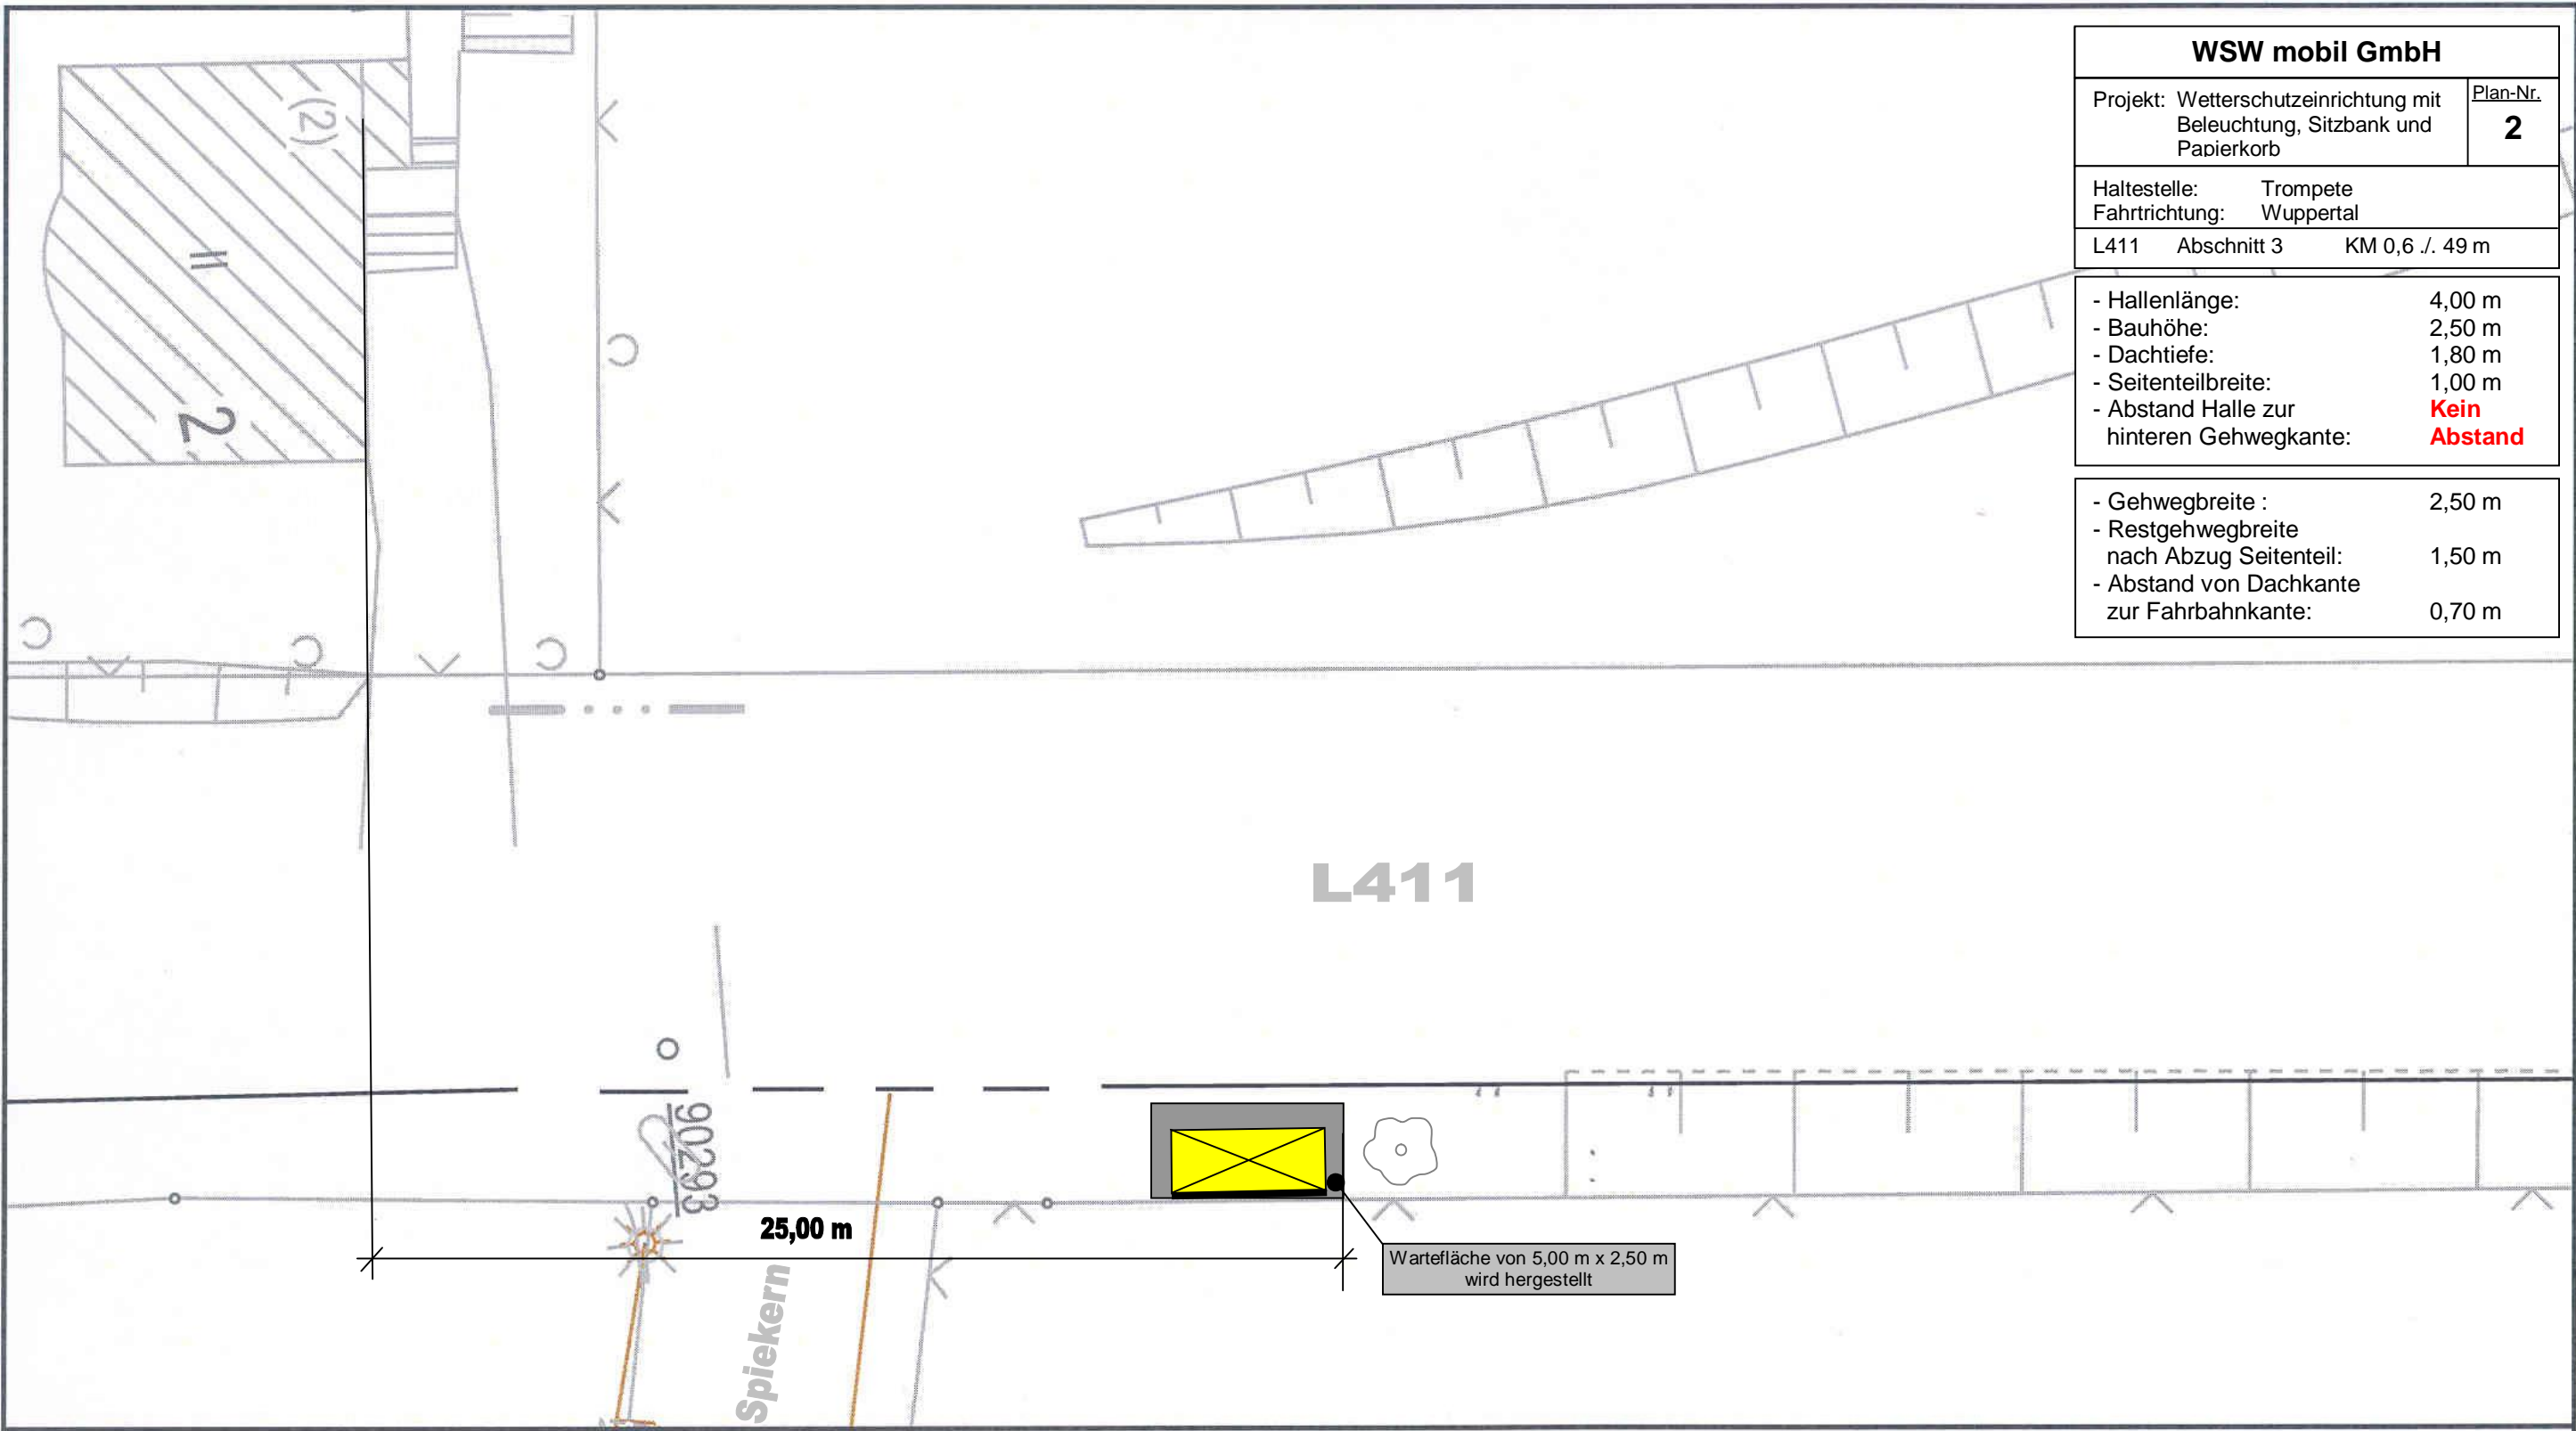 WSW mobil GmbH
Projekt: Wetterschutzeinrichtung mit
Beleuchtung, Sitzbank und
Papierkorb
Plan-Nr.
2
Haltestelle: Trompete
Fahrtrichtung: Wuppertal
L411 Abschnitt 3 KM 0,6 ./. 49 m
- Hallenlänge: 4,00 m
- Bauhöhe: 2,50 m
- Dachtiefe: 1,80 m
- Seitenteilbreite: 1,00 m
- Abstand Halle zur Kein
hinteren Gehwegkante: Abstand
- Gehwegbreite : 2,50 m
- Restgehwegbreite
nach Abzug Seitenteil: 1,50 m
- Abstand von Dachkante
zur Fahrbahnkante: 0,70 m
(2)
II
2
L411
90293
25,00 m
Spiekern
Wartefläche von 5,00 m x 2,50 m
wird hergestellt